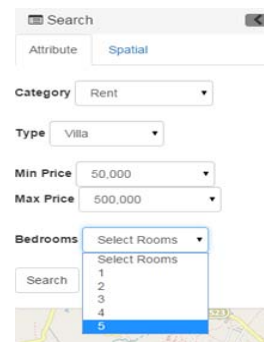 Search
Attribute Spatial
Category Rent
Type Villa
Min Price 50,000
Max Price 500,000
Bedrooms Select Rooms
Select Rooms
1
Search 2
3
4
5